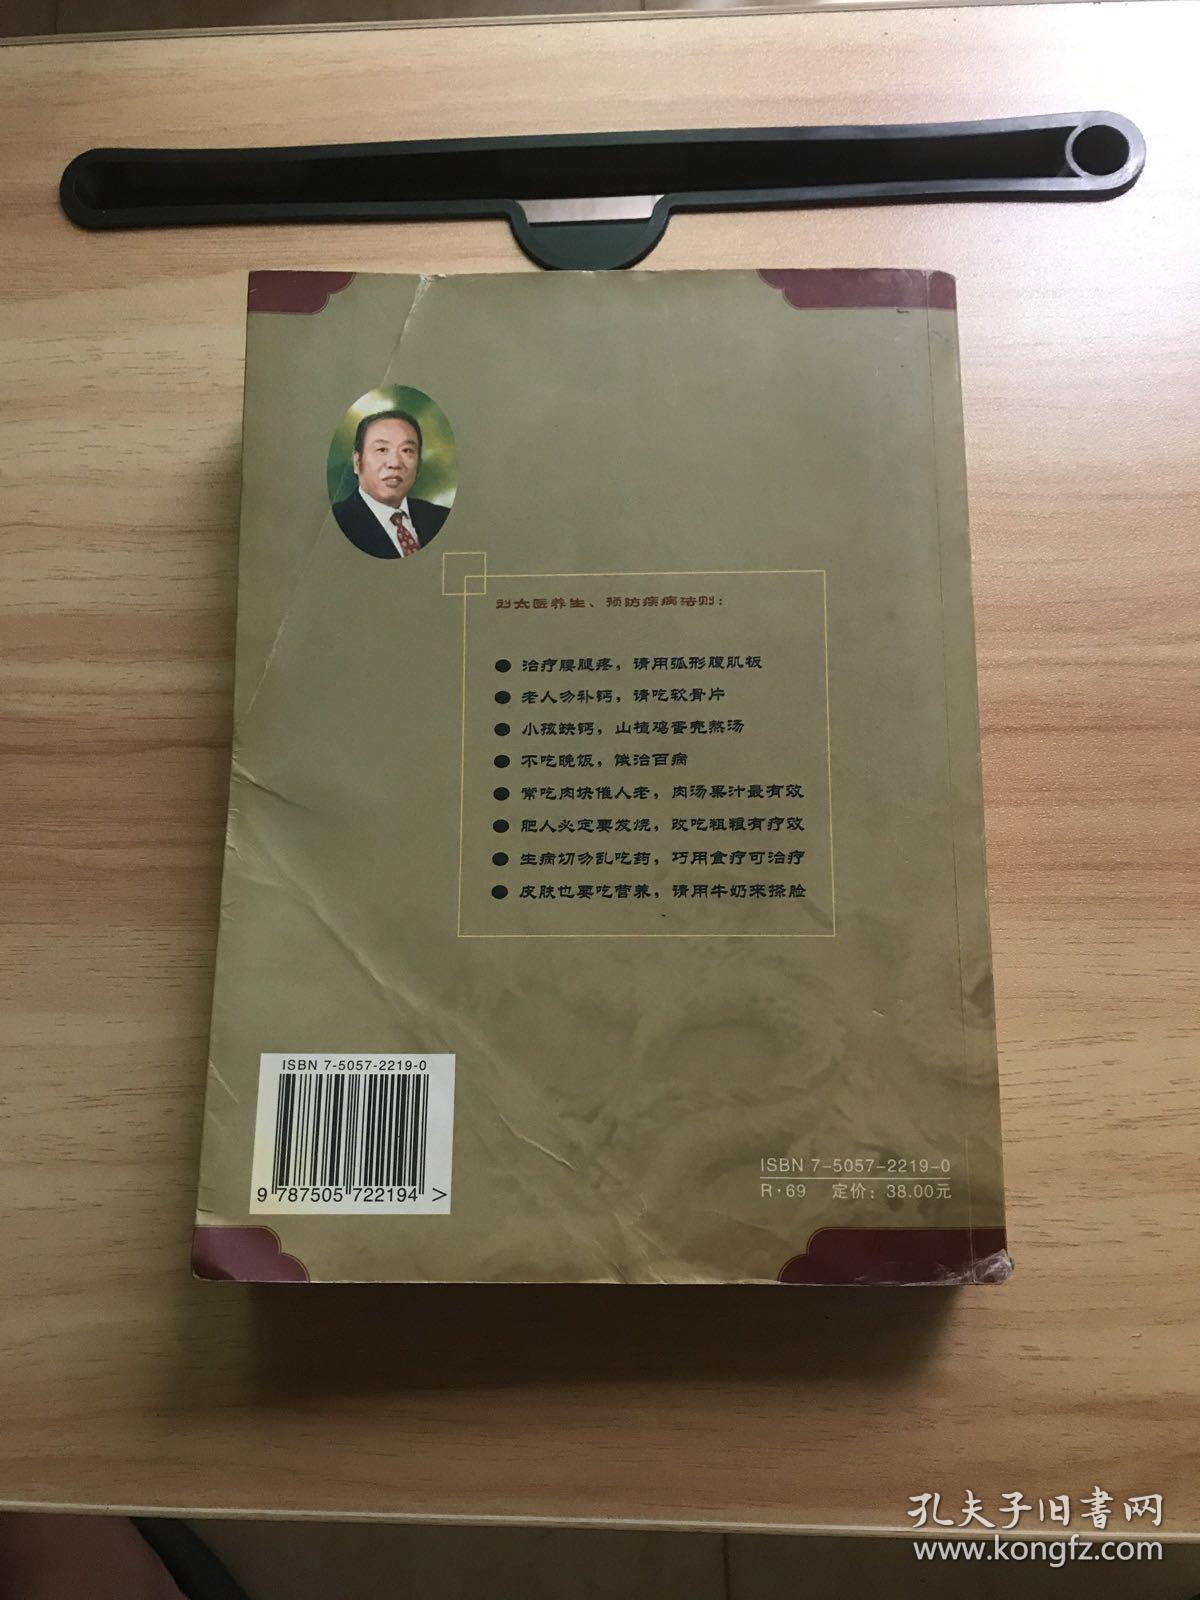 刘太医养生、预防疾病法则：
● 治疗腰腿疼，请用弧形腹肌板
● 老人勿补钙，请吃软骨片
● 小孩缺钙，山楂鸡蛋壳熬汤
● 不吃晚饭，饿治百病
● 常吃肉块催人老，肉汤果汁最有效
● 肥人必定要发烧，改吃粗粮有疗效
● 生病切勿乱吃药，巧用食疗可治疗
● 皮肤也要吃营养，请用牛奶来搽脸
ISBN 7-5057-2219-0
9 787505 722194 >
ISBN 7-5057-2219-0
R·69 定价：38.00元
孔夫子旧书网
www.kongfz.com